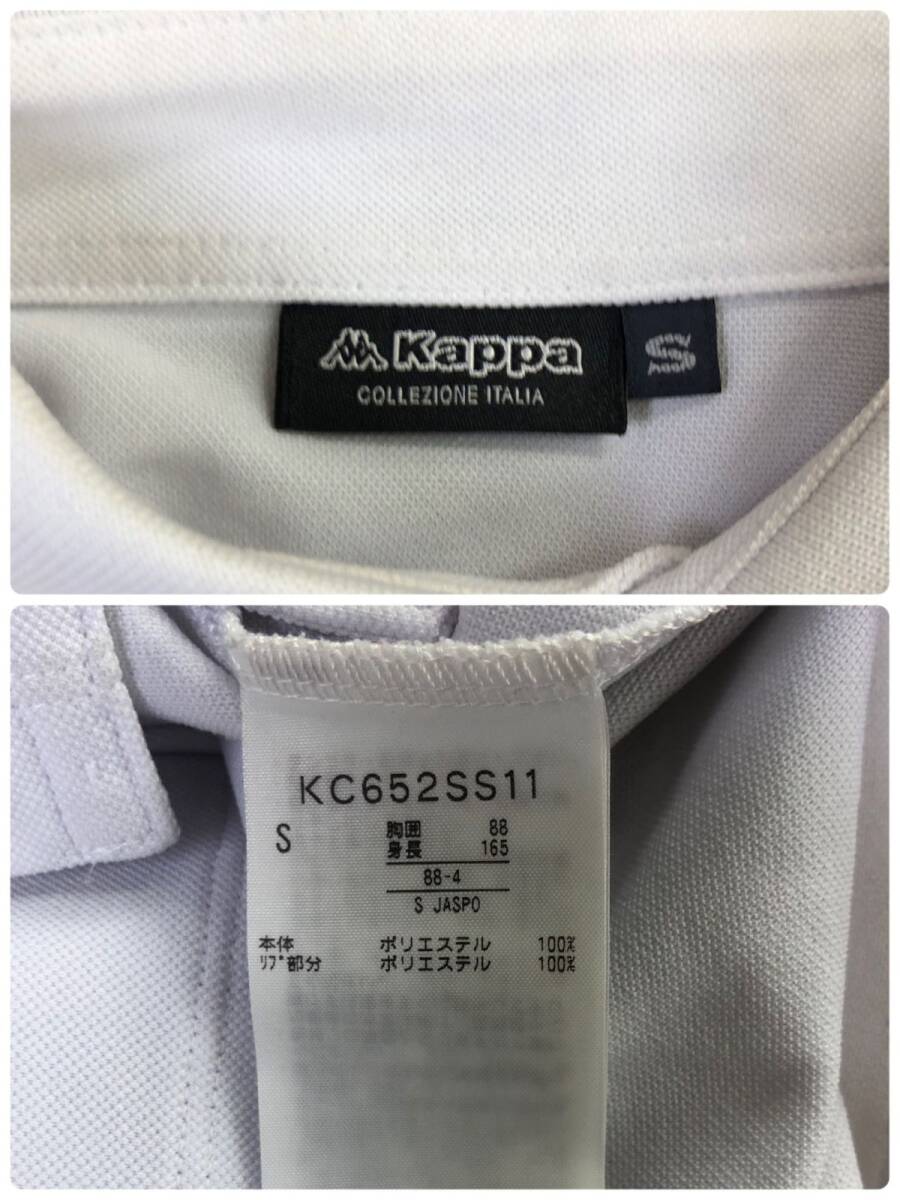 Kappa
COLLEZIONE ITALIA
S
KC652SS11
S
胸囲 88
身長 165
88-4
S JASPO
本体 ポリエステル 100%
ﾘﾌﾞ部分 ポリエステル 100%